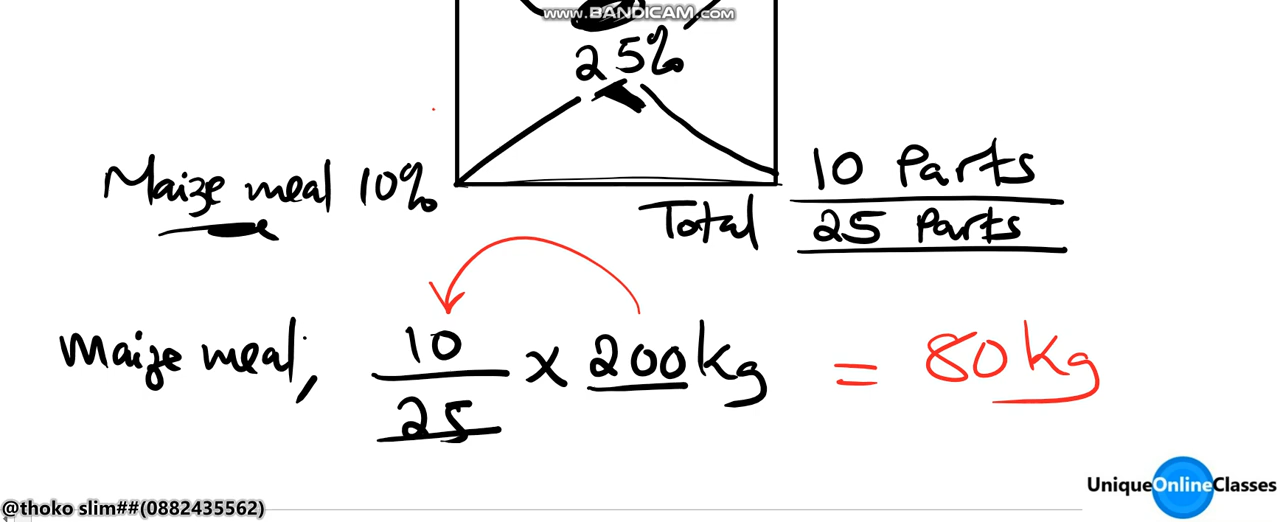 www.BANDICAM.com
25%
Maize meal 10%
10 Parts
Total 25 Parts
Maize meal, 10/25 x 200kg = 80kg
UniqueOnlineClasses
@thoko slim##(0882435562)